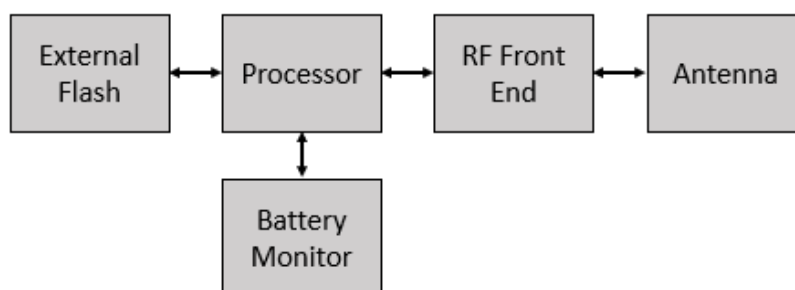 External
Flash
Processor
RF Front
End
Antenna
Battery
Monitor